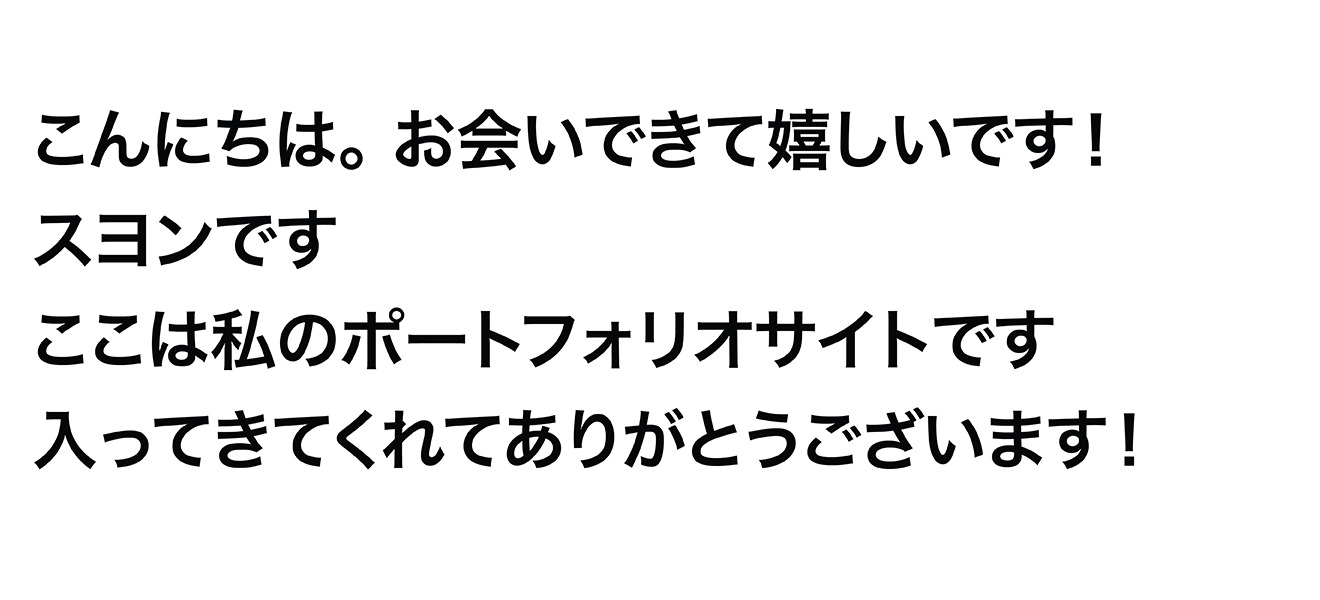 こんにちは。お会いできて嬉しいです！
スヨンです
ここは私のポートフォリオサイトです
入ってきてくれてありがとうございます！